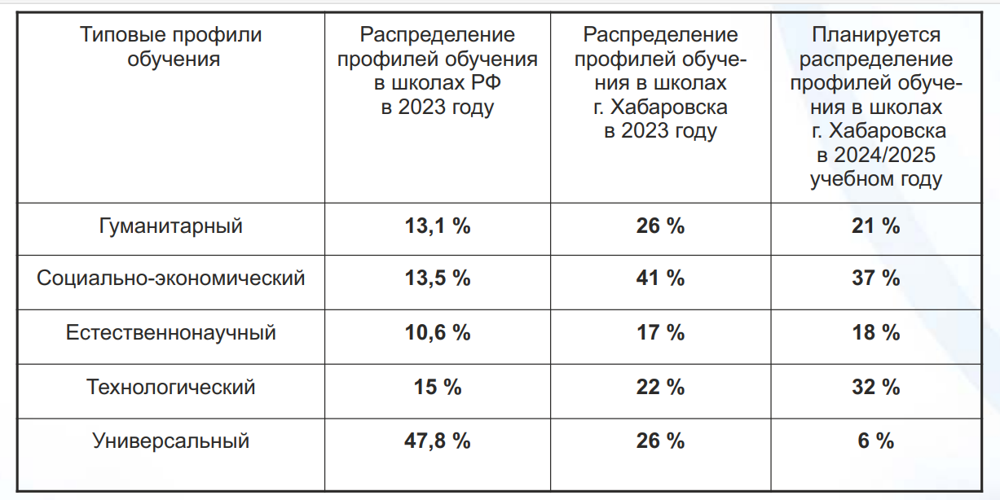 Типовые профили
обучения
Распределение
профилей обучения
в школах РФ
в 2023 году
Распределение
профилей обуче-
ния в школах
г. Хабаровска
в 2023 году
Планируется
распределение
профилей обуче-
ния в школах
г. Хабаровска
в 2024/2025
учебном году
Гуманитарный 13,1 % 26 % 21 %
Социально-экономический 13,5 % 41 % 37 %
Естественнонаучный 10,6 % 17 % 18 %
Технологический 15 % 22 % 32 %
Универсальный 47,8 % 26 % 6 %